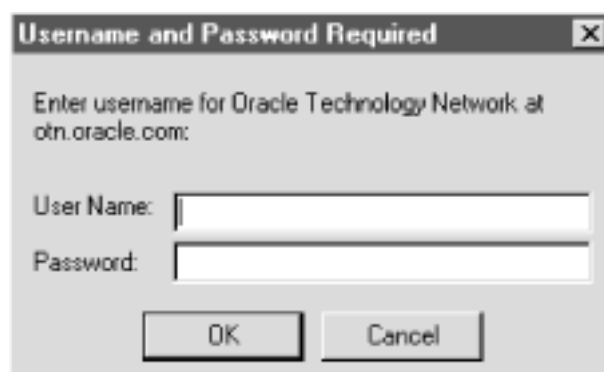 Username and Password Required
Enter username for Oracle Technology Network at
otn.oracle.com:
User Name:
Password:
OK Cancel